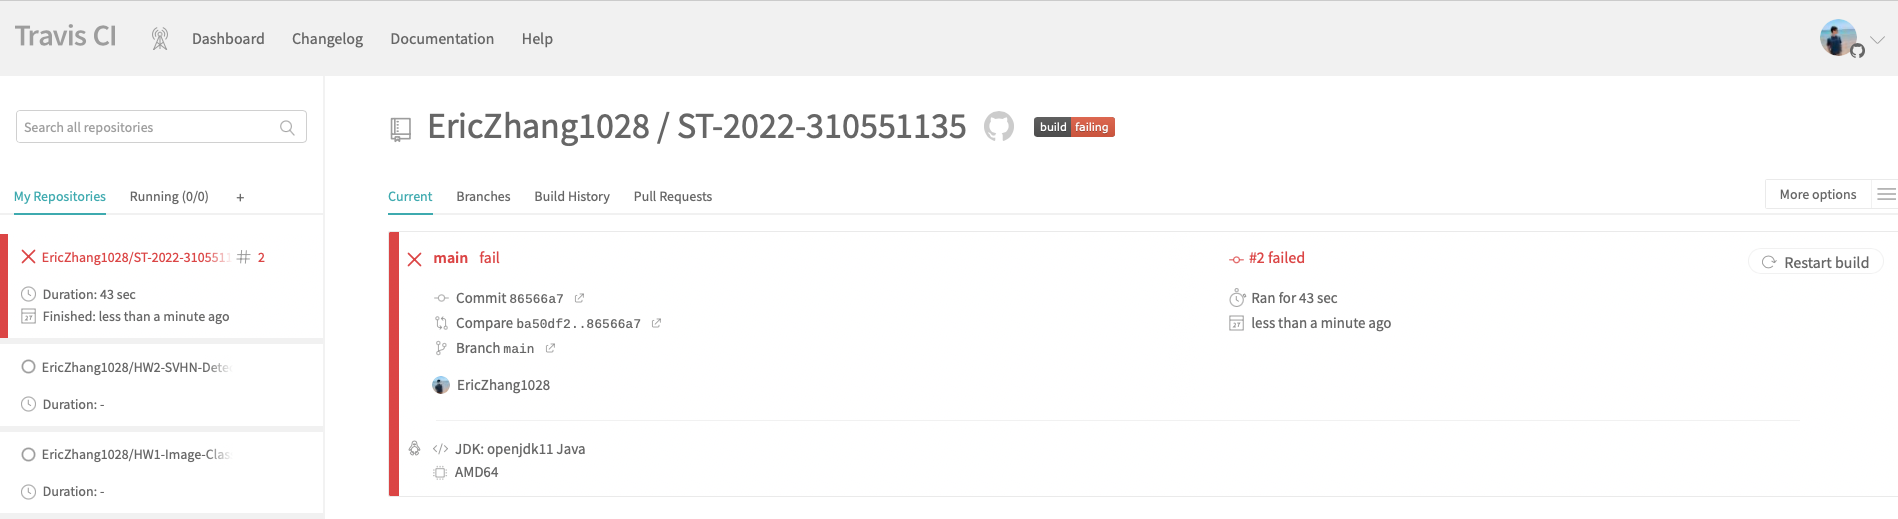 Travis CI Dashboard Changelog Documentation Help
Search all repositories
My Repositories Running (0/0) +
EricZhang1028/ST-2022-310551 # 2
Duration: 43 sec
27 Finished: less than a minute ago
EricZhang1028/HW2-SVHN-Dete
Duration: -
EricZhang1028/HW1-Image-Clas
Duration: -
EricZhang1028 / ST-2022-310551135 build failing
Current Branches Build History Pull Requests More options
main fail #2 failed Restart build
Commit 86566a7 Ran for 43 sec
Compare ba50df2..86566a7 27 less than a minute ago
Branch main
EricZhang1028
</> JDK: openjdk11 Java
AMD64